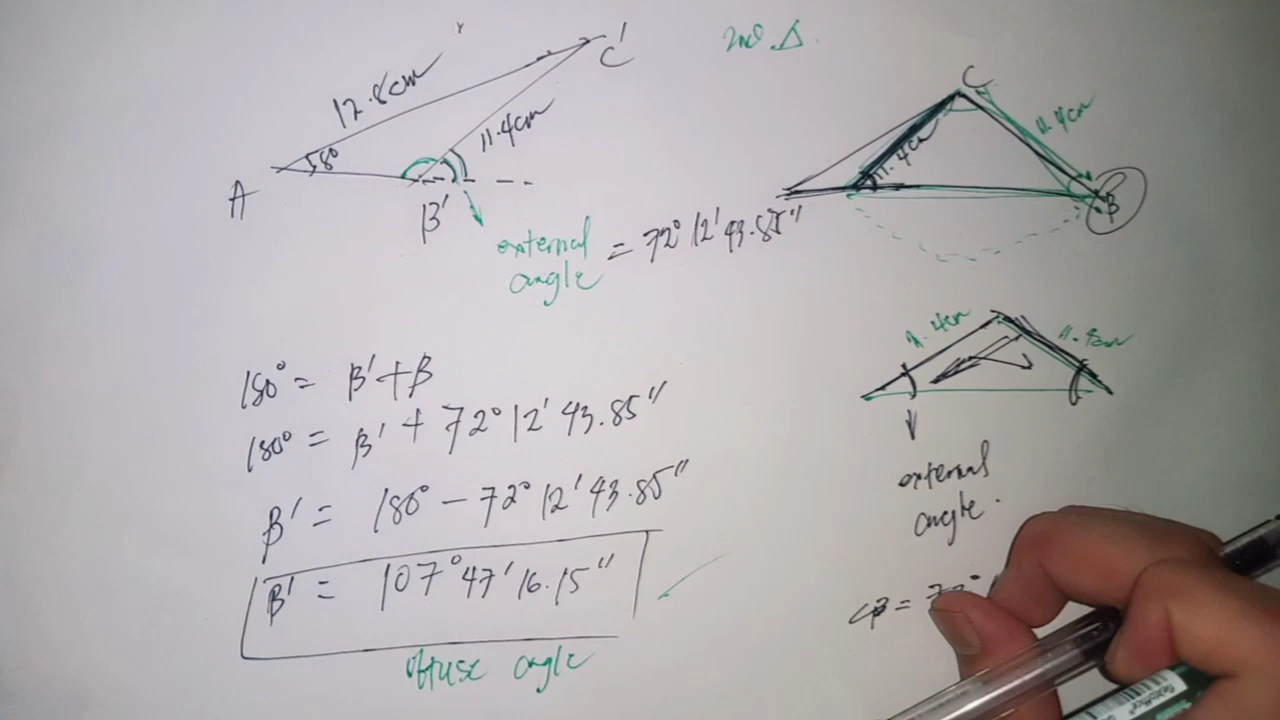 2nd Δ.
C'
12.8cm
11.4cm
58°
A
β'
external
angle
= 72° 12' 43.85"
C
11.4cm
11.4cm
B
180° = β' + β
180° = β' + 72° 12' 43.85"
β' = 180° - 72° 12' 43.85"
β' = 107° 47' 16.15"
obtuse angle
11.4cm
11.4cm
external
angle.
∠β =